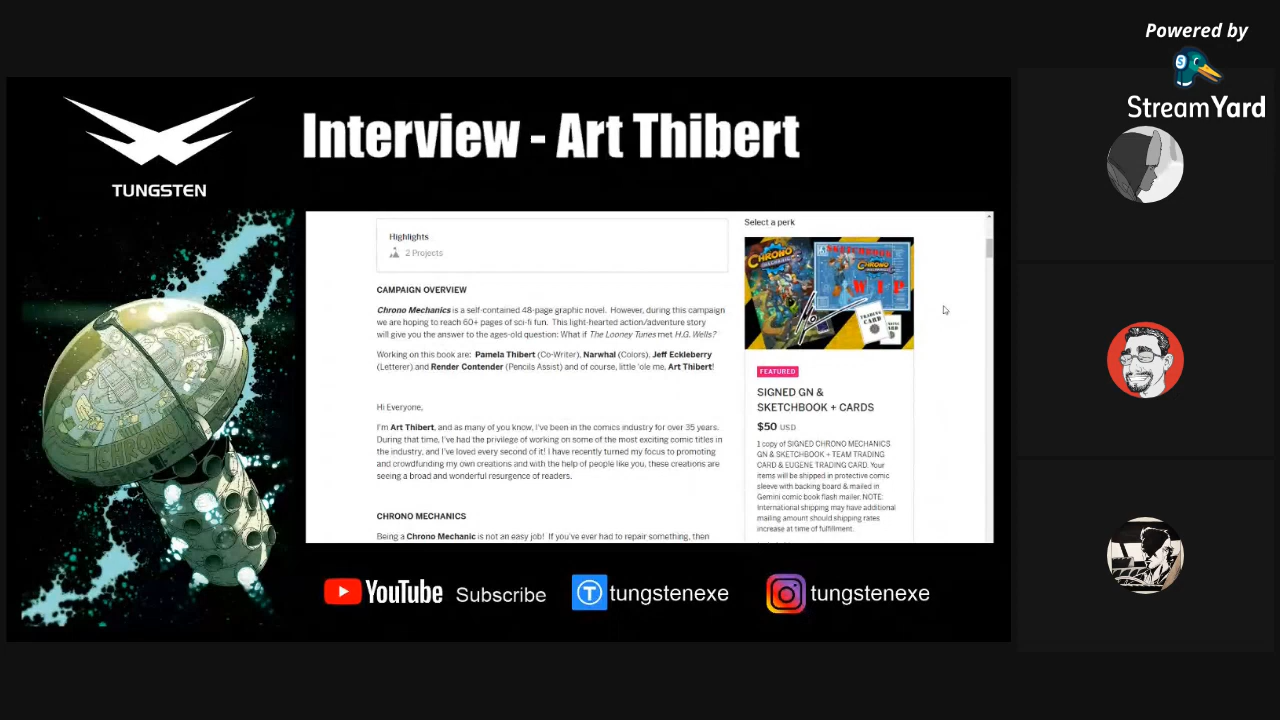 Powered by
StreamYard
TUNGSTEN
Interview - Art Thibert
Highlights
2 Projects
CAMPAIGN OVERVIEW
Chrono Mechanics is a self-contained 48-page graphic novel. However, during this campaign
we are hoping to reach 60+ pages of sci-fi fun. This light-hearted action/adventure story
will give you the answer to the ages-old question: What if The Looney Tunes met H.G. Wells?
Working on this book are: Pamela Thibert (Co-Writer), Narwhal (Colors), Jeff Eckleberry
(Letterer) and Render Contender (Pencils Assist) and of course, little 'ole me, Art Thibert!
Hi Everyone,
I'm Art Thibert, and as many of you know, I've been in the comics industry for over 35 years.
During that time, I've had the privilege of working on some of the most exciting comic titles in
the industry, and I've loved every second of it! I have recently turned my focus to promoting
and crowdfunding my own creations and with the help of people like you, these creations are
seeing a broad and wonderful resurgence of readers.
CHRONO MECHANICS
Being a Chrono Mechanic is not an easy job! If you've ever had to repair something, then
Select a perk
CHRONO
SKETCHBOOK
CHRONO
WIP
TRADING
CARD
FEATURED
SIGNED GN &
SKETCHBOOK + CARDS
$50 USD
1 copy of SIGNED CHRONO MECHANICS
GN & SKETCHBOOK + TEAM TRADING
CARD & EUGENE TRADING CARD. Your
items will be shipped in protective comic
sleeve with backing board & mailed in
Gemini comic book flash mailer. NOTE:
International shipping may have additional
mailing amount should shipping rates
increase at time of fulfillment.
YouTube Subscribe
tungstenexe
tungstenexe